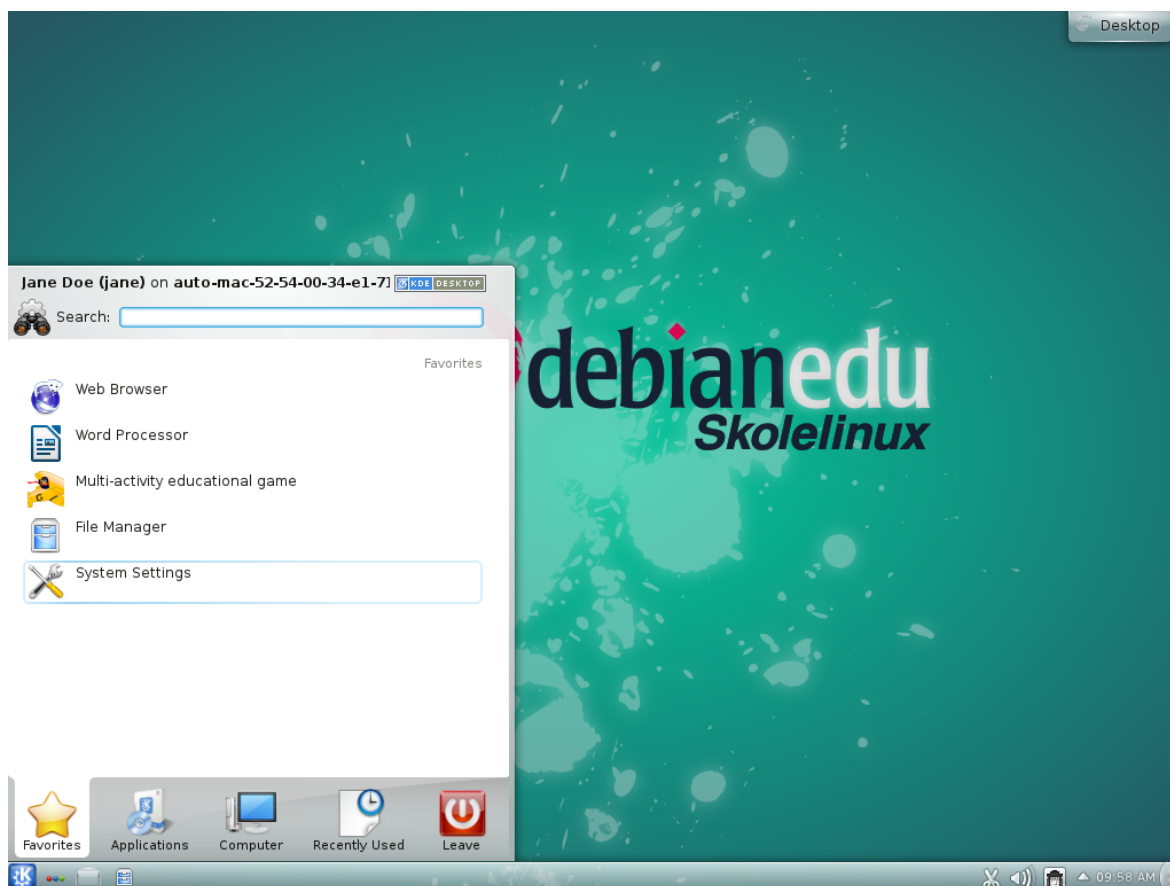 Desktop
Jane Doe (jane) on auto-mac-52-54-00-34-e1-71 KDE DESKTOP
Search:
Favorites
Web Browser
Word Processor
Multi-activity educational game
File Manager
System Settings
debianedu
Skolelinux
Favorites
Applications
Computer
Recently Used
Leave
09:58 AM